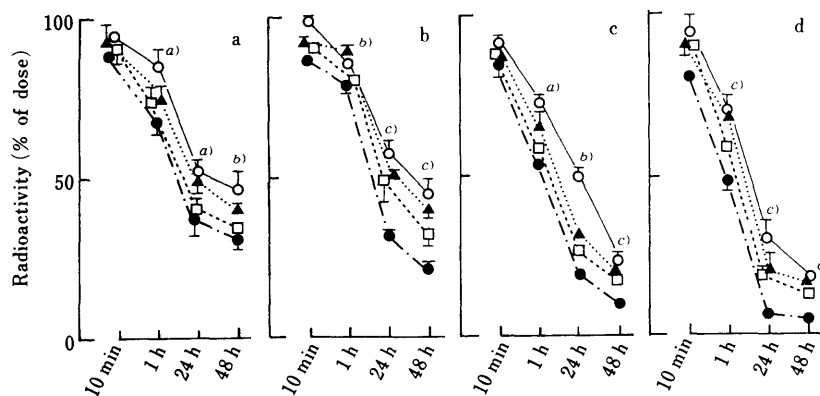 100
50
0
Radioactivity (% of dose)
a
a)
a)
b)
10 min
1 h
24 h
48 h
b
b)
c)
c)
10 min
1 h
24 h
48 h
c
a)
b)
c)
10 min
1 h
24 h
48 h
d
c)
c)
10 min
1 h
24 h
48 h